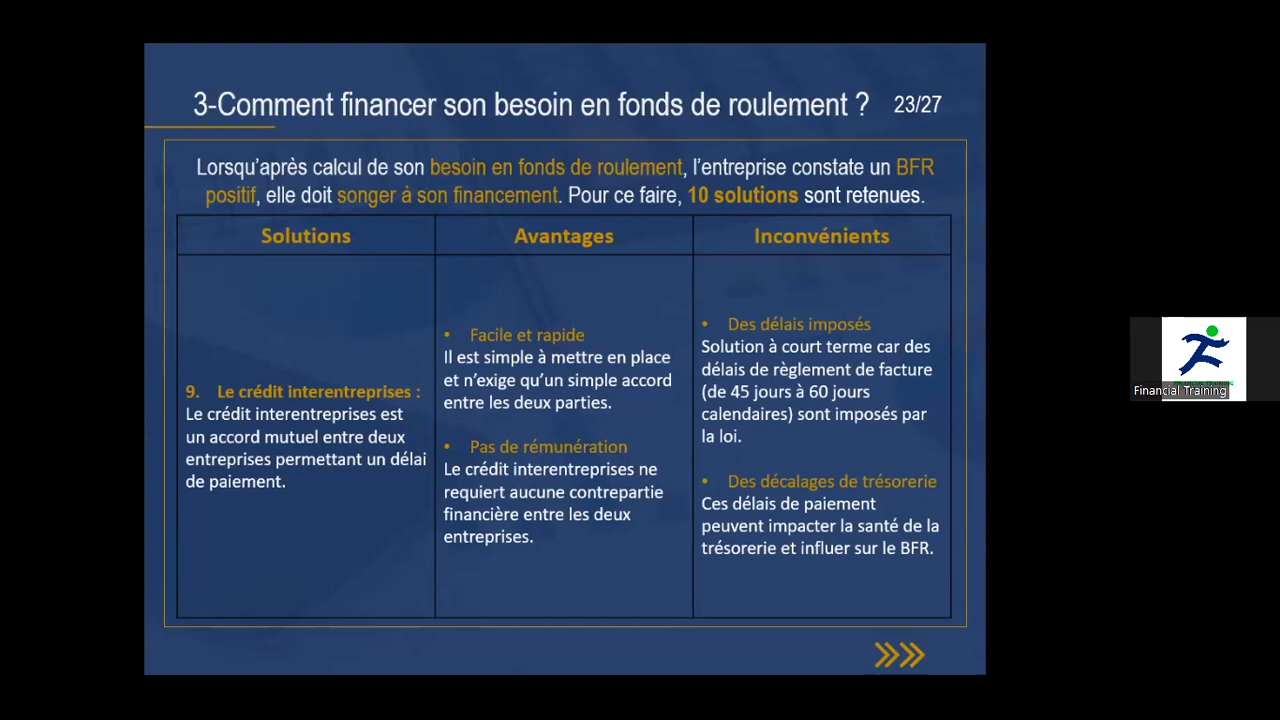 3-Comment financer son besoin en fonds de roulement ? 23/27
Lorsqu'après calcul de son besoin en fonds de roulement, l'entreprise constate un BFR
positif, elle doit songer à son financement. Pour ce faire, 10 solutions sont retenues.
Solutions
Avantages
Inconvénients
9. Le crédit interentreprises :
Le crédit interentreprises est
un accord mutuel entre deux
entreprises permettant un délai
de paiement.
• Facile et rapide
Il est simple à mettre en place
et n'exige qu'un simple accord
entre les deux parties.
• Pas de rémunération
Le crédit interentreprises ne
requiert aucune contrepartie
financière entre les deux
entreprises.
• Des délais imposés
Solution à court terme car des
délais de règlement de facture
(de 45 jours à 60 jours
calendaires) sont imposés par
la loi.
• Des décalages de trésorerie
Ces délais de paiement
peuvent impacter la santé de la
trésorerie et influer sur le BFR.
Financial Training